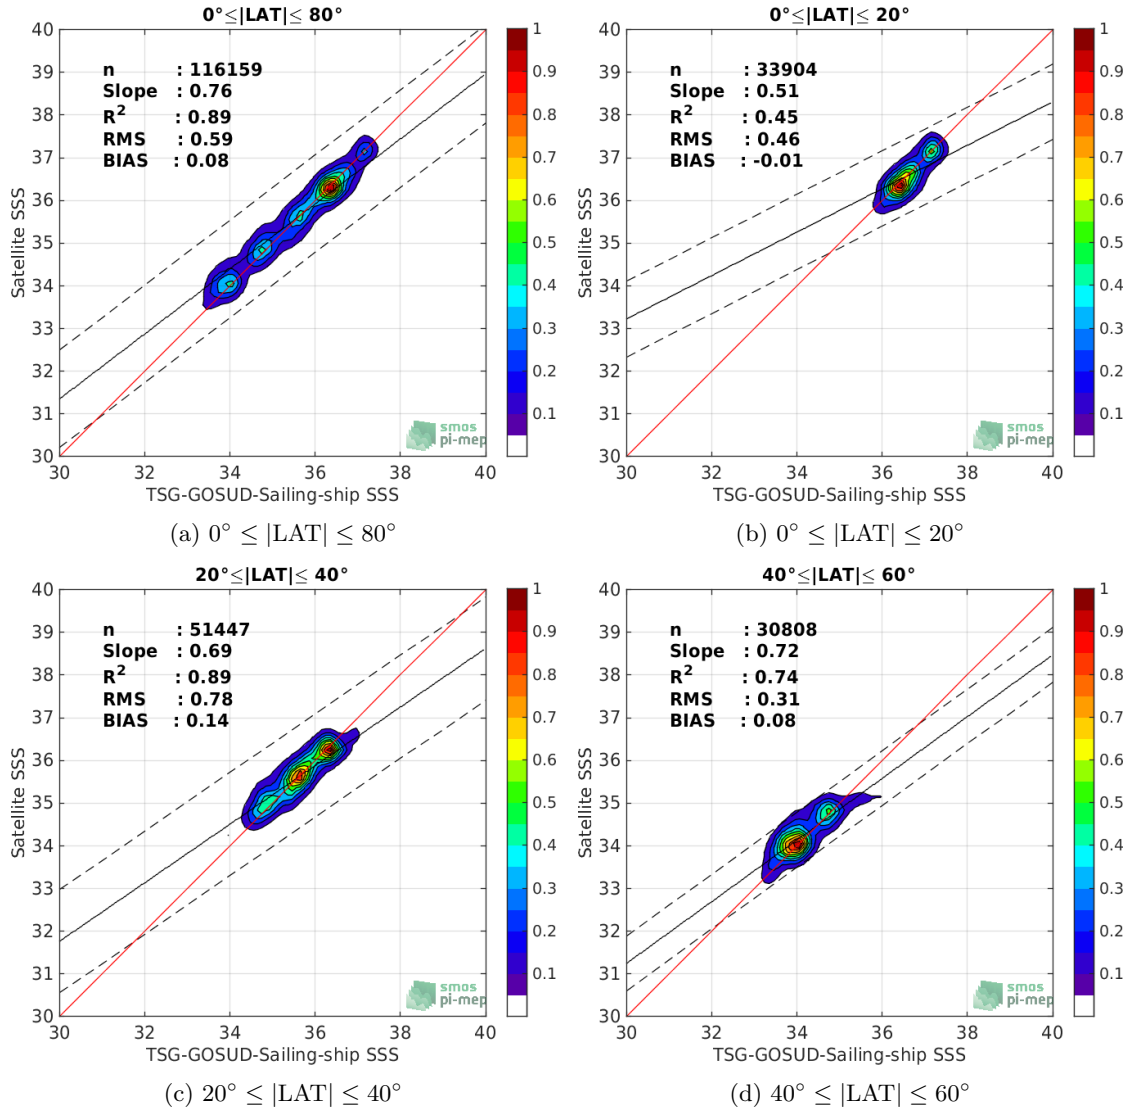 0°≤|LAT|≤ 80°
40
39
38
37
36
35
34
33
32
31
30
30
32
34
36
38
40
Satellite SSS
TSG-GOSUD-Sailing-ship SSS
n : 116159
Slope : 0.76
R² : 0.89
RMS : 0.59
BIAS : 0.08
smos
pi-mep
1
0.9
0.8
0.7
0.6
0.5
0.4
0.3
0.2
0.1
(a) 0° ≤ |LAT| ≤ 80°
0°≤|LAT|≤ 20°
40
39
38
37
36
35
34
33
32
31
30
30
32
34
36
38
40
Satellite SSS
TSG-GOSUD-Sailing-ship SSS
n : 33904
Slope : 0.51
R² : 0.45
RMS : 0.46
BIAS : -0.01
smos
pi-mep
1
0.9
0.8
0.7
0.6
0.5
0.4
0.3
0.2
0.1
(b) 0° ≤ |LAT| ≤ 20°
20°≤|LAT|≤ 40°
40
39
38
37
36
35
34
33
32
31
30
30
32
34
36
38
40
Satellite SSS
TSG-GOSUD-Sailing-ship SSS
n : 51447
Slope : 0.69
R² : 0.89
RMS : 0.78
BIAS : 0.14
smos
pi-mep
1
0.9
0.8
0.7
0.6
0.5
0.4
0.3
0.2
0.1
(c) 20° ≤ |LAT| ≤ 40°
40°≤|LAT|≤ 60°
40
39
38
37
36
35
34
33
32
31
30
30
32
34
36
38
40
Satellite SSS
TSG-GOSUD-Sailing-ship SSS
n : 30808
Slope : 0.72
R² : 0.74
RMS : 0.31
BIAS : 0.08
smos
pi-mep
1
0.9
0.8
0.7
0.6
0.5
0.4
0.3
0.2
0.1
(d) 40° ≤ |LAT| ≤ 60°